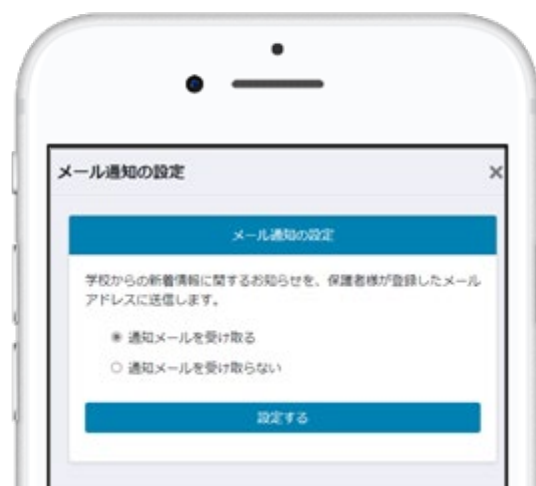 メール通知の設定
メール通知の設定
学校からの新着情報に関するお知らせを、保護者様が登録したメール
アドレスに送信します。
通知メールを受け取る
通知メールを受け取らない
設定する